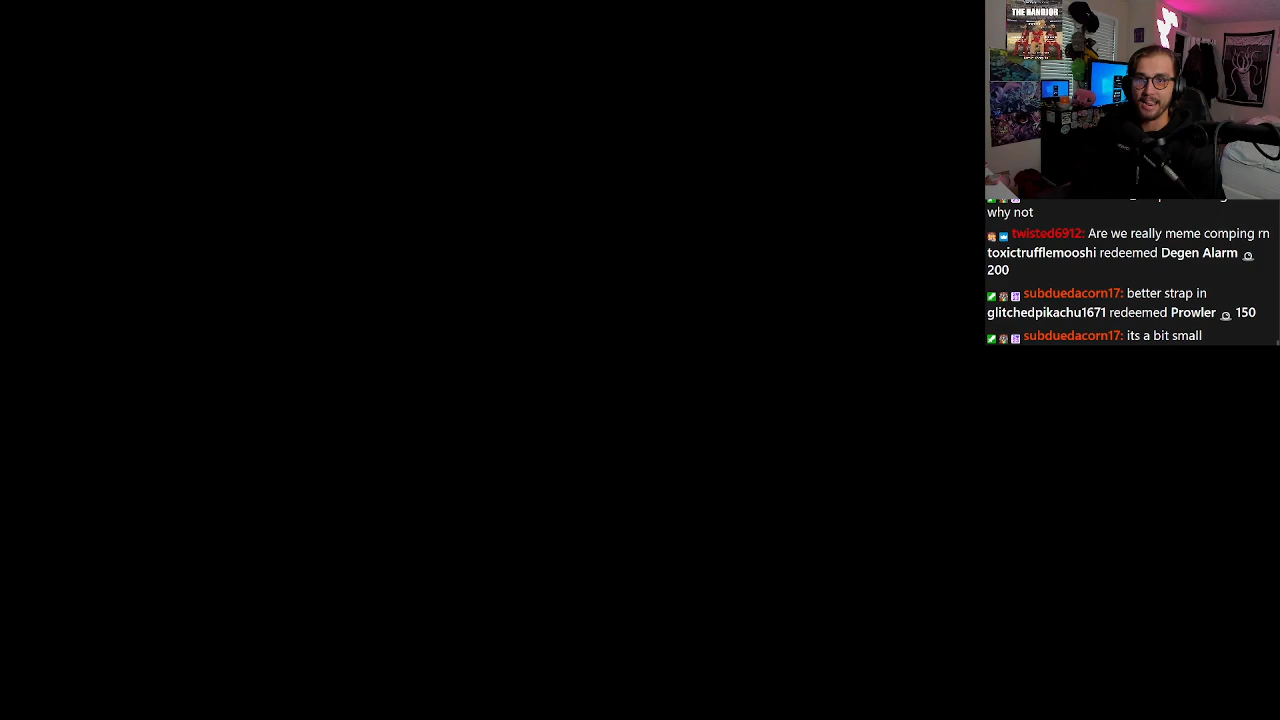 THE HANDJOB
why not
twisted6912: Are we really meme comping rn
toxictrufflemooshi redeemed Degen Alarm
200
subduedacorn17: better strap in
glitchedpikachu1671 redeemed Prowler 150
subduedacorn17: its a bit small